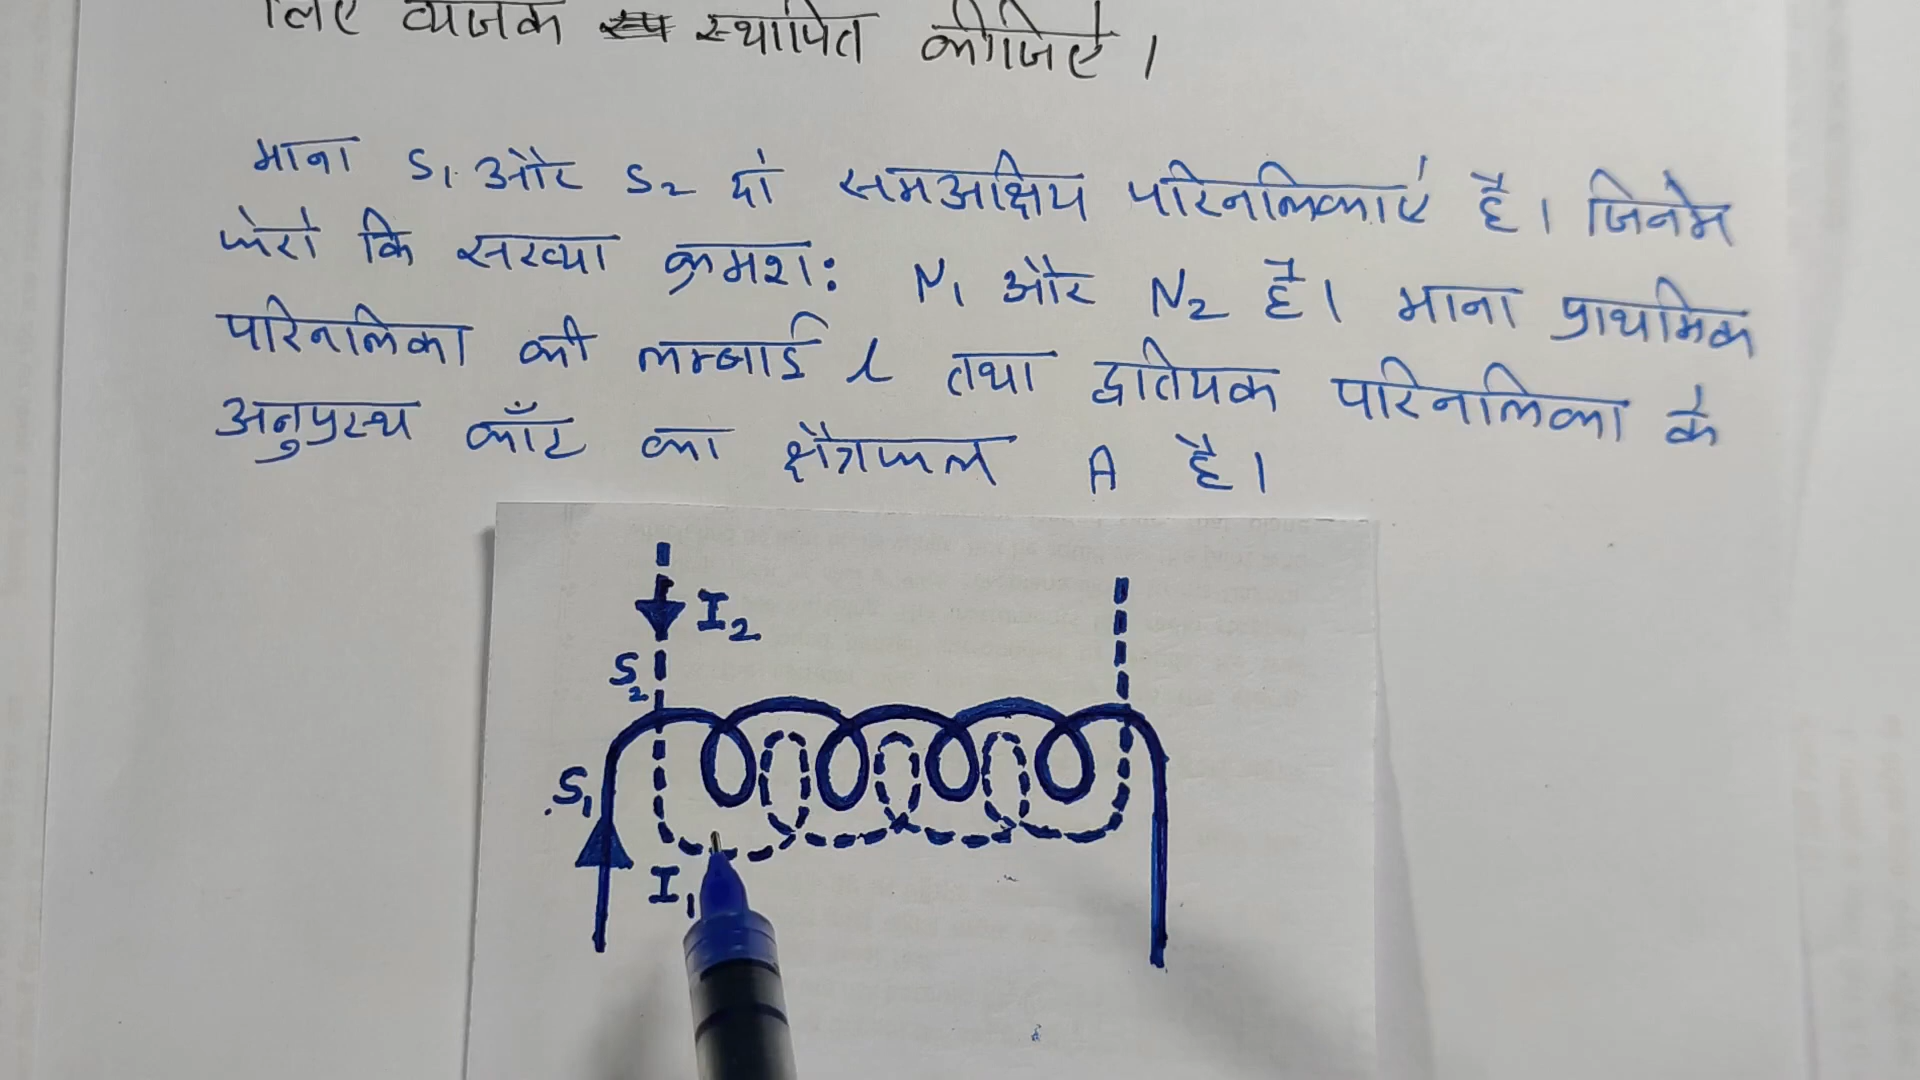 लिए व्यंजक स्थापित कीजिए।
माना S₁ और S₂ दो समअक्षिय परिनलिकाएं है। जिनमे
फेरो कि संख्या क्रमश: N₁ और N₂ है। माना प्राथमिक
परिनलिका की लम्बाई l तथा द्वतियक परिनलिका के
अनुप्रस्थ काँट का क्षैत्रफल A है।
I₂
S₂
S₁
I₁